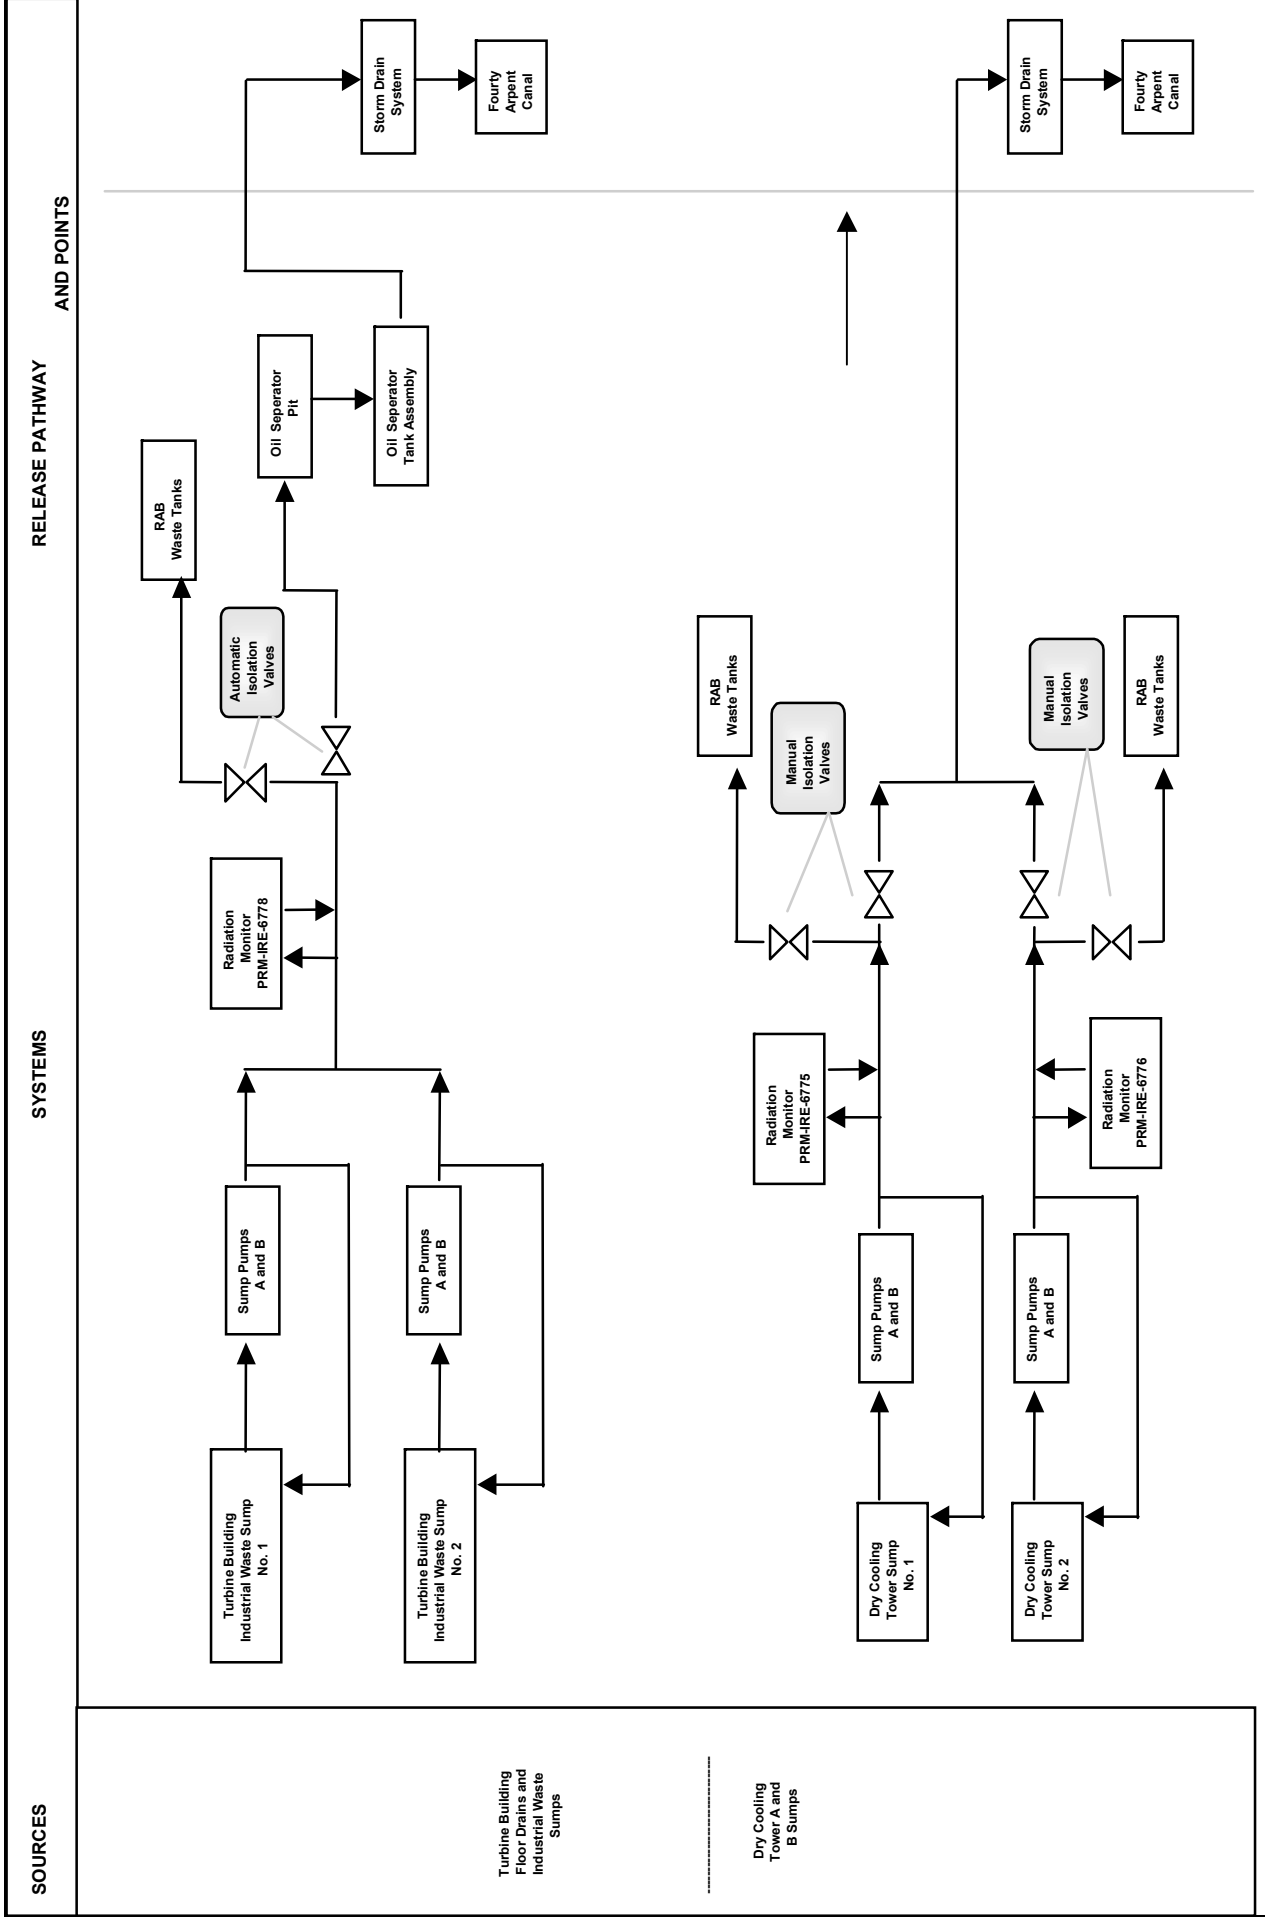 SOURCES
SYSTEMS
RELEASE PATHWAY
AND POINTS
Turbine Building
Floor Drains and
Industrial Waste
Sumps
Dry Cooling
Tower A and
B Sumps
Turbine Building
Industrial Waste Sump
No. 1
Sump Pumps
A and B
Turbine Building
Industrial Waste Sump
No. 2
Sump Pumps
A and B
Radiation
Monitor
PRM-IRE-6778
Automatic
Isolation
Valves
RAB
Waste Tanks
Oil Seperator
Pit
Oil Seperator
Tank Assembly
Storm Drain
System
Fourty
Arpent
Canal
Dry Cooling
Tower Sump
No. 1
Sump Pumps
A and B
Radiation
Monitor
PRM-IRE-6775
Manual
Isolation
Valves
RAB
Waste Tanks
Dry Cooling
Tower Sump
No. 2
Sump Pumps
A and B
Radiation
Monitor
PRM-IRE-6776
Manual
Isolation
Valves
RAB
Waste Tanks
Storm Drain
System
Fourty
Arpent
Canal